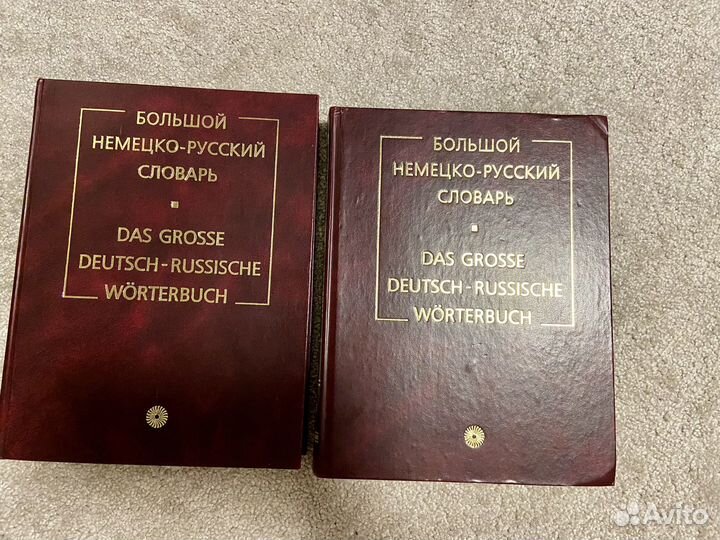 БОЛЬШОЙ
НЕМЕЦКО-РУССКИЙ
СЛОВАРЬ
DAS GROSSE
DEUTSCH-RUSSISCHE
WÖRTERBUCH
БОЛЬШОЙ
НЕМЕЦКО-РУССКИЙ
СЛОВАРЬ
DAS GROSSE
DEUTSCH-RUSSISCHE
WÖRTERBUCH
Avito